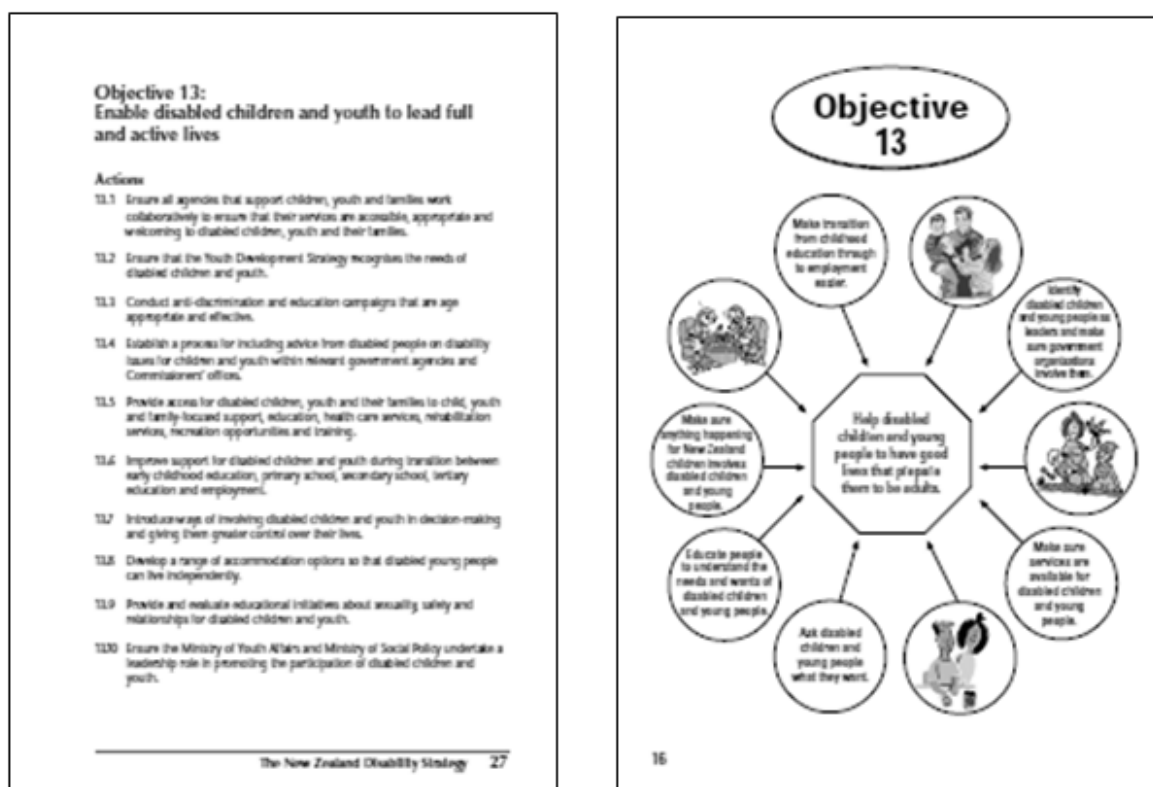 Objective 13:
Enable disabled children and youth to lead full
and active lives
Actions
13.1 Ensure all agencies that support children, youth and families work
collaboratively to ensure that their services are accessible, appropriate and
welcoming to disabled children, youth and their families.
13.2 Ensure that the Youth Development Strategy recognises the needs of
disabled children and youth.
13.3 Conduct anti-discrimination and education campaigns that are age
appropriate and effective.
13.4 Establish a process for including advice from disabled people on disability
issues for children and youth within relevant government agencies and
Commissioners' offices.
13.5 Provide access for disabled children, youth and their families to child, youth
and family-focused support, education, health care services, rehabilitation
services, recreation opportunities and training.
13.6 Improve support for disabled children and youth during transition between
early childhood education, primary school, secondary school, tertiary
education and employment.
13.7 Introduce ways of involving disabled children and youth in decision-making
and giving them greater control over their lives.
13.8 Develop a range of accommodation options so that disabled young people
can live independently.
13.9 Provide and evaluate educational initiatives about sexuality, safety and
relationships for disabled children and youth.
13.10 Ensure the Ministry of Youth Affairs and Ministry of Social Policy undertake a
leadership role in promoting the participation of disabled children and
youth.
The New Zealand Disability Strategy 27
Objective
13
Make transition
from childhood
education through
to employment
easier.
Identify
disabled children
and young people as
leaders and make
sure government
organisations
involve them.
Make sure
anything happening
for New Zealand
children involves
disabled children
and young
people.
Help disabled
children and young
people to have good
lives that prepare
them to be adults.
Educate people
to understand the
needs and wants of
disabled children
and young people.
Make sure
services are
available for
disabled children
and young
people.
Ask disabled
children and
young people
what they want.
16